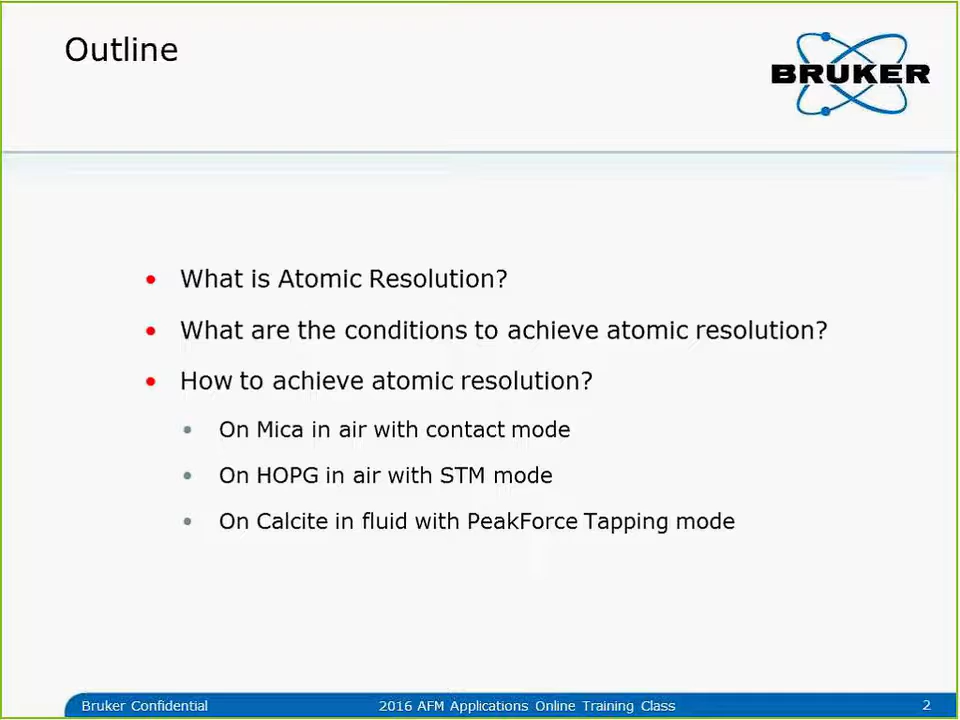 Outline
BRUKER
What is Atomic Resolution?
What are the conditions to achieve atomic resolution?
How to achieve atomic resolution?
On Mica in air with contact mode
On HOPG in air with STM mode
On Calcite in fluid with PeakForce Tapping mode
Bruker Confidential 2016 AFM Applications Online Training Class 2